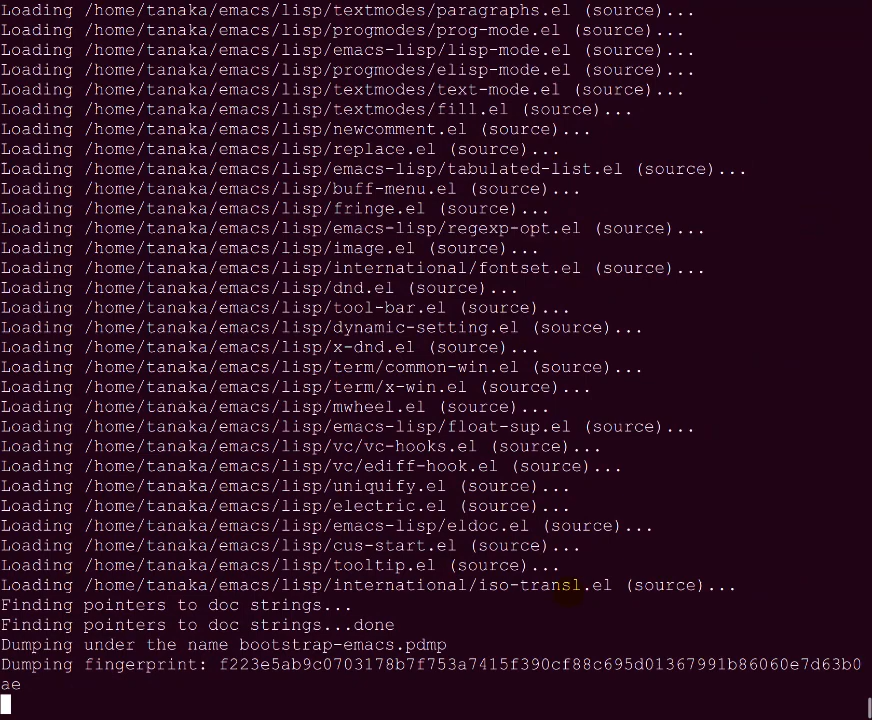 Loading /home/tanaka/emacs/lisp/textmodes/paragraphs.el (source)...
Loading /home/tanaka/emacs/lisp/progmodes/prog-mode.el (source)...
Loading /home/tanaka/emacs/lisp/emacs-lisp/lisp-mode.el (source)...
Loading /home/tanaka/emacs/lisp/progmodes/elisp-mode.el (source)...
Loading /home/tanaka/emacs/lisp/textmodes/text-mode.el (source)...
Loading /home/tanaka/emacs/lisp/textmodes/fill.el (source)...
Loading /home/tanaka/emacs/lisp/newcomment.el (source)...
Loading /home/tanaka/emacs/lisp/replace.el (source)...
Loading /home/tanaka/emacs/lisp/emacs-lisp/tabulated-list.el (source)...
Loading /home/tanaka/emacs/lisp/buff-menu.el (source)...
Loading /home/tanaka/emacs/lisp/fringe.el (source)...
Loading /home/tanaka/emacs/lisp/emacs-lisp/regexp-opt.el (source)...
Loading /home/tanaka/emacs/lisp/image.el (source)...
Loading /home/tanaka/emacs/lisp/international/fontset.el (source)...
Loading /home/tanaka/emacs/lisp/dnd.el (source)...
Loading /home/tanaka/emacs/lisp/tool-bar.el (source)...
Loading /home/tanaka/emacs/lisp/dynamic-setting.el (source)...
Loading /home/tanaka/emacs/lisp/x-dnd.el (source)...
Loading /home/tanaka/emacs/lisp/term/common-win.el (source)...
Loading /home/tanaka/emacs/lisp/term/x-win.el (source)...
Loading /home/tanaka/emacs/lisp/mwheel.el (source)...
Loading /home/tanaka/emacs/lisp/emacs-lisp/float-sup.el (source)...
Loading /home/tanaka/emacs/lisp/vc/vc-hooks.el (source)...
Loading /home/tanaka/emacs/lisp/vc/ediff-hook.el (source)...
Loading /home/tanaka/emacs/lisp/uniquify.el (source)...
Loading /home/tanaka/emacs/lisp/electric.el (source)...
Loading /home/tanaka/emacs/lisp/emacs-lisp/eldoc.el (source)...
Loading /home/tanaka/emacs/lisp/cus-start.el (source)...
Loading /home/tanaka/emacs/lisp/tooltip.el (source)...
Loading /home/tanaka/emacs/lisp/international/iso-transl.el (source)...
Finding pointers to doc strings...
Finding pointers to doc strings...done
Dumping under the name bootstrap-emacs.pdmp
Dumping fingerprint: f223e5ab9c0703178b7f753a7415f390cf88c695d01367991b86060e7d63b0
ae